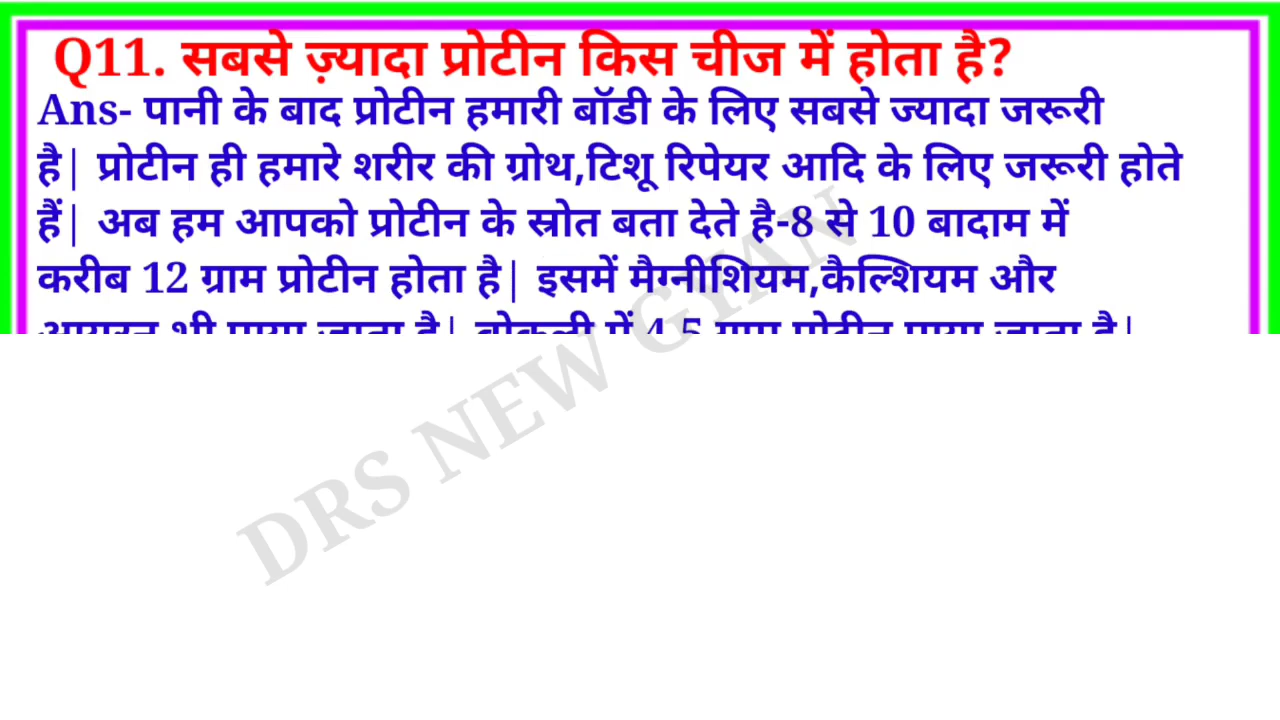 Q11. सबसे ज़्यादा प्रोटीन किस चीज में होता है?
Ans- पानी के बाद प्रोटीन हमारी बॉडी के लिए सबसे ज्यादा जरूरी
है| प्रोटीन ही हमारे शरीर की ग्रोथ,टिशू रिपेयर आदि के लिए जरूरी होते
हैं| अब हम आपको प्रोटीन के स्रोत बता देते है-8 से 10 बादाम में
करीब 12 ग्राम प्रोटीन होता है| इसमें मैग्नीशियम,कैल्शियम और
भी पाया जाता है| में ग्राम प्रोटीन पाया जाता है|
DRS NEW GYAN